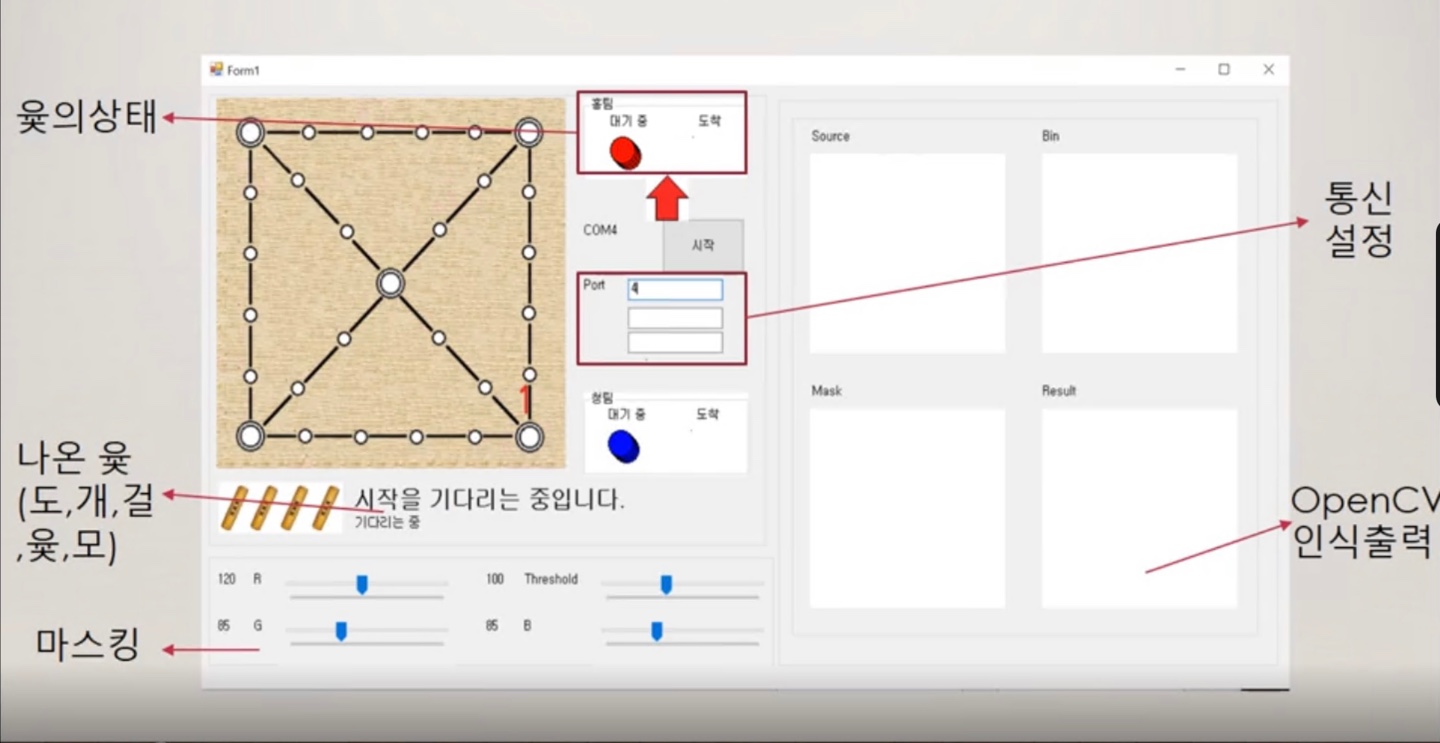 Form1
윷의상태
홍팀
대기 중 도착
COM4
시작
Port 4
1
청팀
대기 중 도착
시작을 기다리는 중입니다.
기다리는 중
나온 윷
(도,개,걸
,윷,모)
120 R
100 Threshold
85 G
85 B
마스킹
Source
Bin
Mask
Result
통신
설정
OpenCV
인식출력